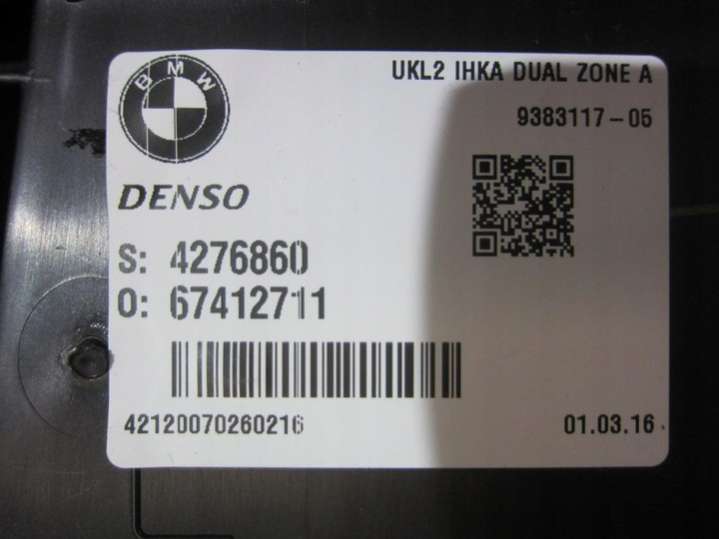 BMW
UKL2 IHKA DUAL ZONE A
9383117-05
DENSO
S: 4276860
O: 67412711
42120070260216
01.03.16